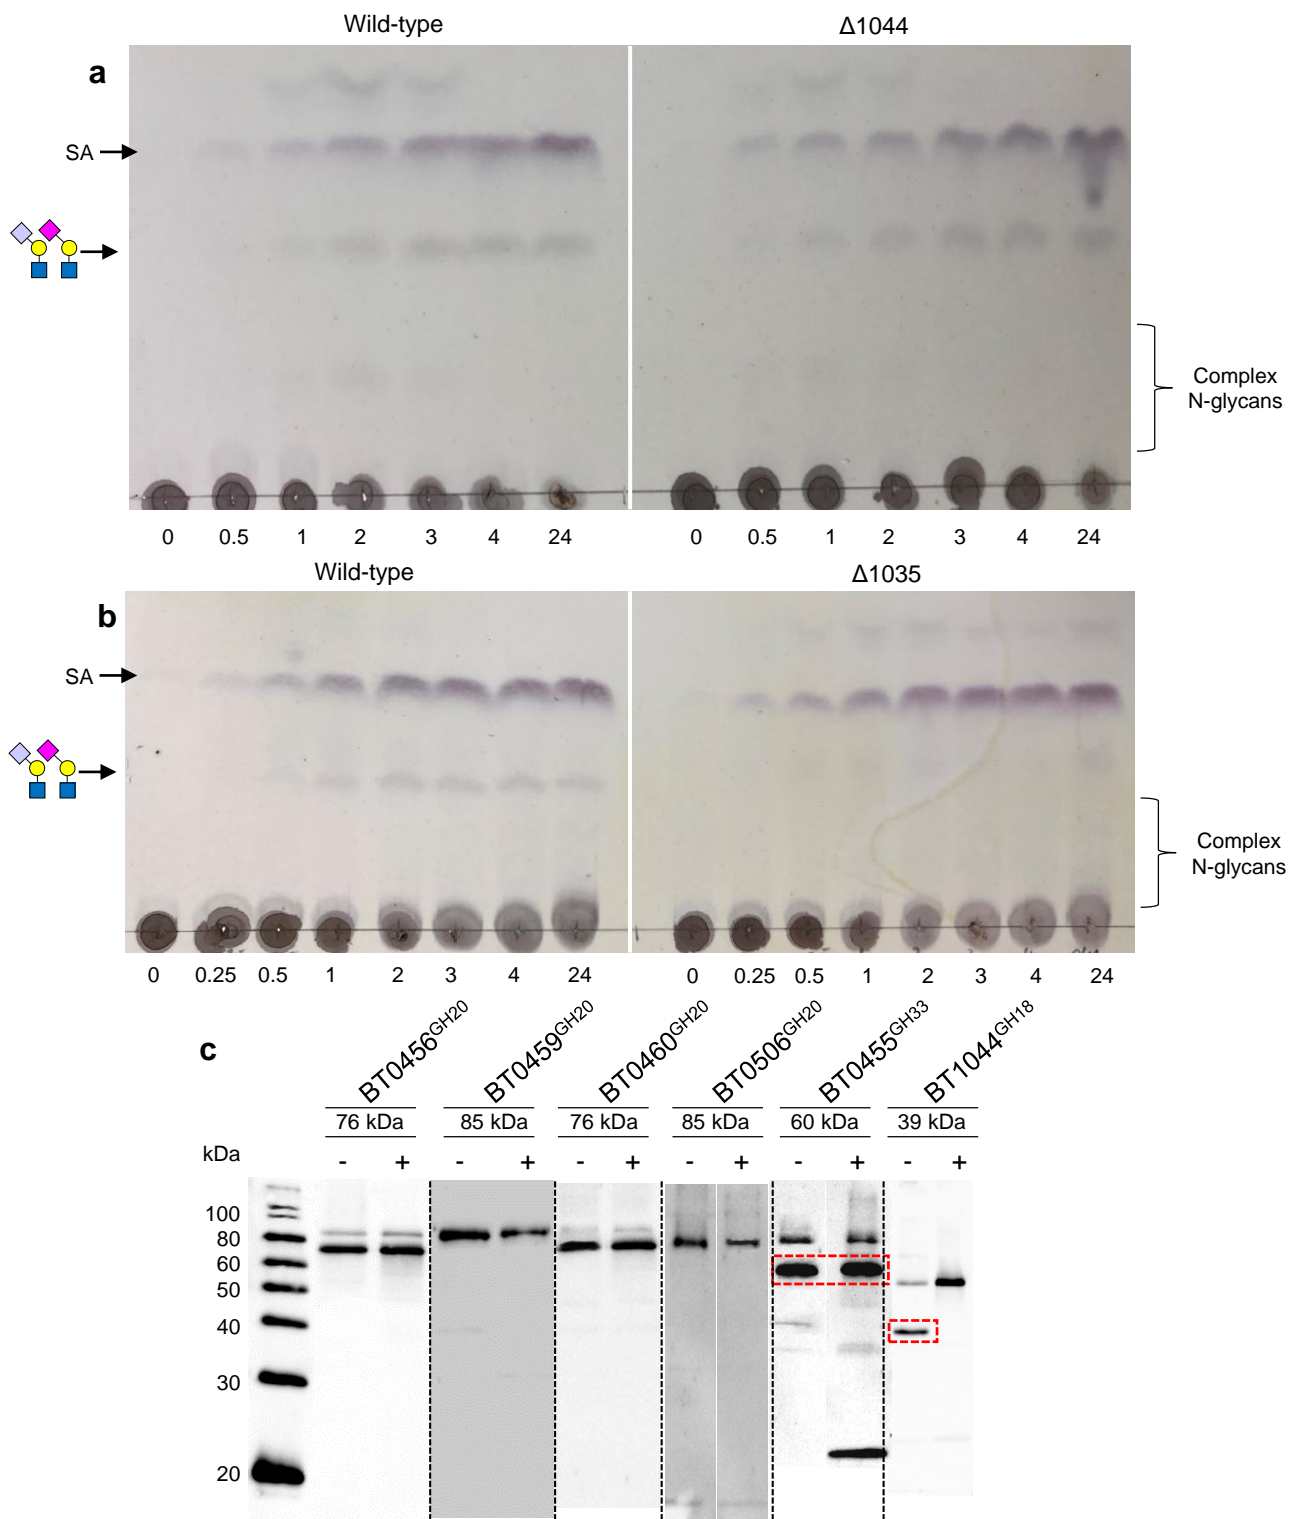 Wild-type Δ1044
a
SA
Complex
N-glycans
0 0.5 1 2 3 4 24 0 0.5 1 2 3 4 24
Wild-type Δ1035
b
SA
Complex
N-glycans
0 0.25 0.5 1 2 3 4 24 0 0.25 0.5 1 2 3 4 24
c
BT0456GH20 BT0459GH20 BT0460GH20 BT0506GH20 BT0455GH33 BT1044GH18
76 kDa 85 kDa 76 kDa 85 kDa 60 kDa 39 kDa
kDa - + - + - + - + - + - +
100
80
60
50
40
30
20